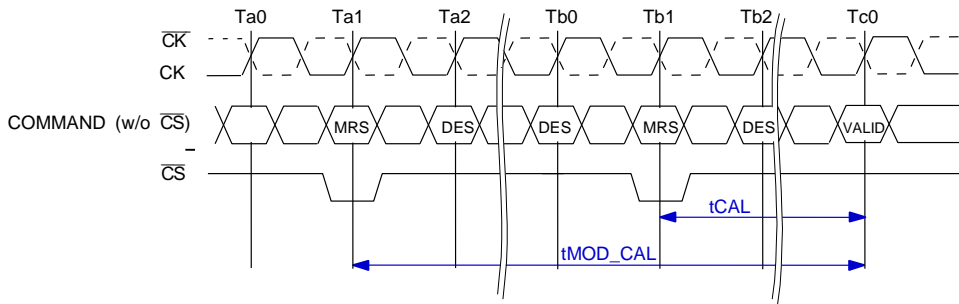 Ta0 Ta1 Ta2 Tb0 Tb1 Tb2 Tc0
CK
CK
COMMAND (w/o CS)
MRS DES DES MRS DES VALID
CS
tCAL
tMOD_CAL